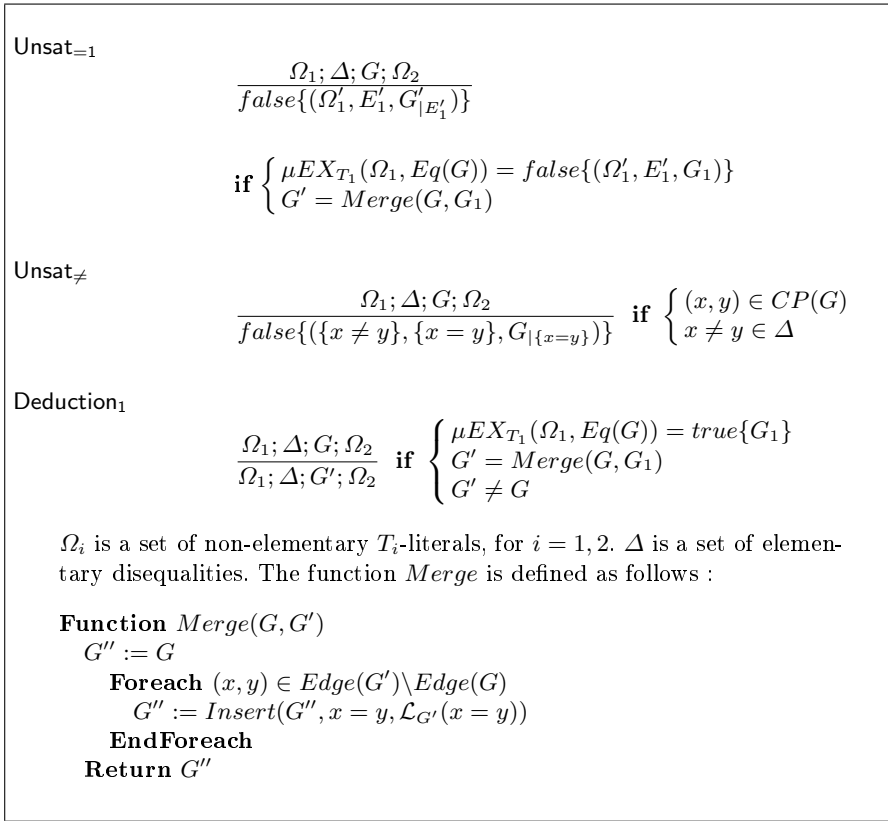 Unsat₌₁
Ω₁; Δ; G; Ω₂
false{(Ω′₁, E′₁, G′|E′₁)}
if { μEX_T₁(Ω₁, Eq(G)) = false{(Ω′₁, E′₁, G₁)}
G′ = Merge(G, G₁)
Unsat≠
Ω₁; Δ; G; Ω₂
false{({x ≠ y}, {x = y}, G|{x=y})}
if { (x, y) ∈ CP(G)
x ≠ y ∈ Δ
Deduction₁
Ω₁; Δ; G; Ω₂
Ω₁; Δ; G′; Ω₂
if { μEX_T₁(Ω₁, Eq(G)) = true{G₁}
G′ = Merge(G, G₁)
G′ ≠ G
Ωᵢ is a set of non-elementary Tᵢ-literals, for i = 1, 2. Δ is a set of elemen-
tary disequalities. The function Merge is defined as follows :
Function Merge(G, G′)
G′′ := G
Foreach (x, y) ∈ Edge(G′)\Edge(G)
G′′ := Insert(G′′, x = y, ℒ_G′(x = y))
EndForeach
Return G′′